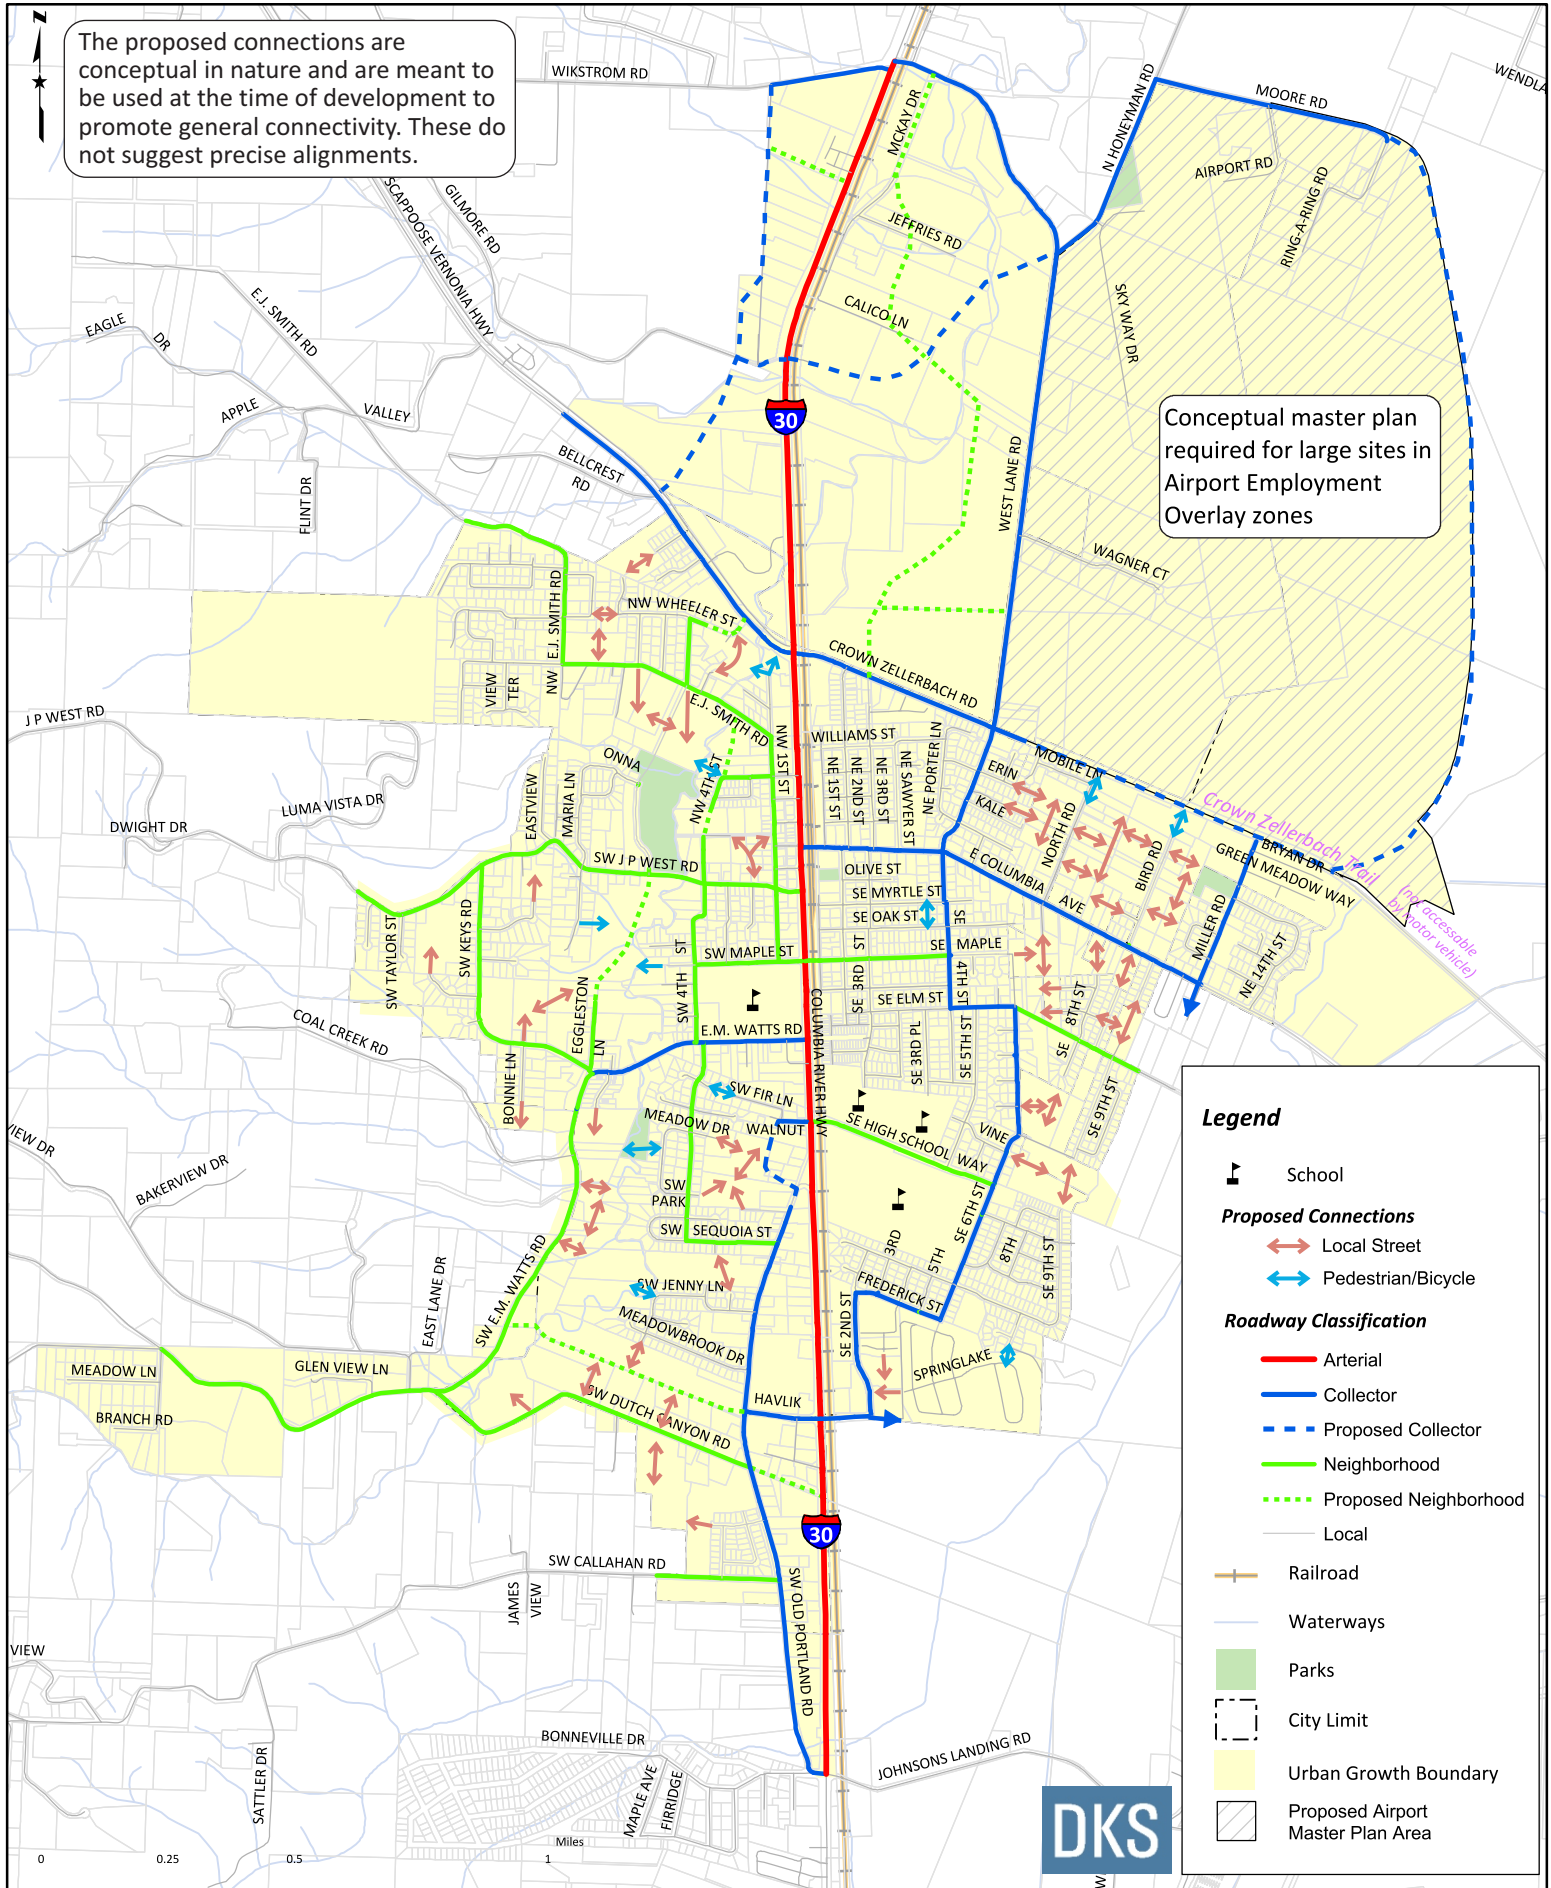 Z
The proposed connections are
conceptual in nature and are meant to
be used at the time of development to
promote general connectivity. These do
not suggest precise alignments.
WIKSTROM RD
MCKAY DR
N HONEYMAN RD
MOORE RD
WENDLA
AIRPORT RD
RING-A-RING RD
SCAPPOOSE VERNONIA HWY
GILMORE RD
JEFFRIES RD
CALICO LN
SKY WAY DR
E.J. SMITH RD
EAGLE
DR
APPLE
VALLEY
30
Conceptual master plan
required for large sites in
Airport Employment
Overlay zones
BELLCREST
RD
FLINT DR
WEST LANE RD
WAGNER CT
NW E.J. SMITH RD
NW WHEELER ST
CROWN ZELLERBACH RD
VIEW
TER
J P WEST RD
E.J. SMITH RD
NW 1ST ST
WILLIAMS ST
ONNA
NW 4TH ST
NE 1ST ST
NE 2ND ST
NE 3RD ST
NE SAWYER ST
NE PORTER LN
MOBILE LN
ERIN
KALE
NORTH RD
BIRD RD
Crown Zellerbach Trail
(not accessable
by motor vehicle)
BRYAN DR
GREEN MEADOW WAY
LUMA VISTA DR
DWIGHT DR
EASTVIEW
MARIA LN
SW J P WEST RD
OLIVE ST
E COLUMBIA
AVE
SE MYRTLE ST
SE OAK ST
SE
4TH ST
SW TAYLOR ST
SW KEYS RD
SW MAPLE ST
SE MAPLE
MILLER RD
NE 14TH ST
SW 4TH
ST
SE 3RD
ST
SE ELM ST
COLUMBIA RIVER HWY
COAL CREEK RD
EGGLESTON
LN
E.M. WATTS RD
SE 3RD PL
SE 5TH ST
SE
8TH ST
BONNIE LN
SW FIR LN
SE 9TH ST
MEADOW DR
WALNUT
SE HIGH SCHOOL WAY
VINE
VIEW DR
BAKERVIEW DR
SW
PARK
SW SEQUOIA ST
SE 6TH ST
3RD
5TH
8TH
SE 9TH ST
EAST LANE DR
SW E.M. WATTS RD
SW JENNY LN
FREDERICK ST
MEADOWBROOK DR
SE 2ND ST
SPRINGLAKE
MEADOW LN
GLEN VIEW LN
BRANCH RD
HAVLIK
SW DUTCH CANYON RD
30
SW CALLAHAN RD
JAMES
VIEW
SW OLD PORTLAND RD
VIEW
SATTLER DR
BONNEVILLE DR
MAPLE AVE
FIRRIDGE
JOHNSONS LANDING RD
W
Miles
0
0.25
0.5
1
DKS
Legend
School
Proposed Connections
Local Street
Pedestrian/Bicycle
Roadway Classification
Arterial
Collector
Proposed Collector
Neighborhood
Proposed Neighborhood
Local
Railroad
Waterways
Parks
City Limit
Urban Growth Boundary
Proposed Airport
Master Plan Area